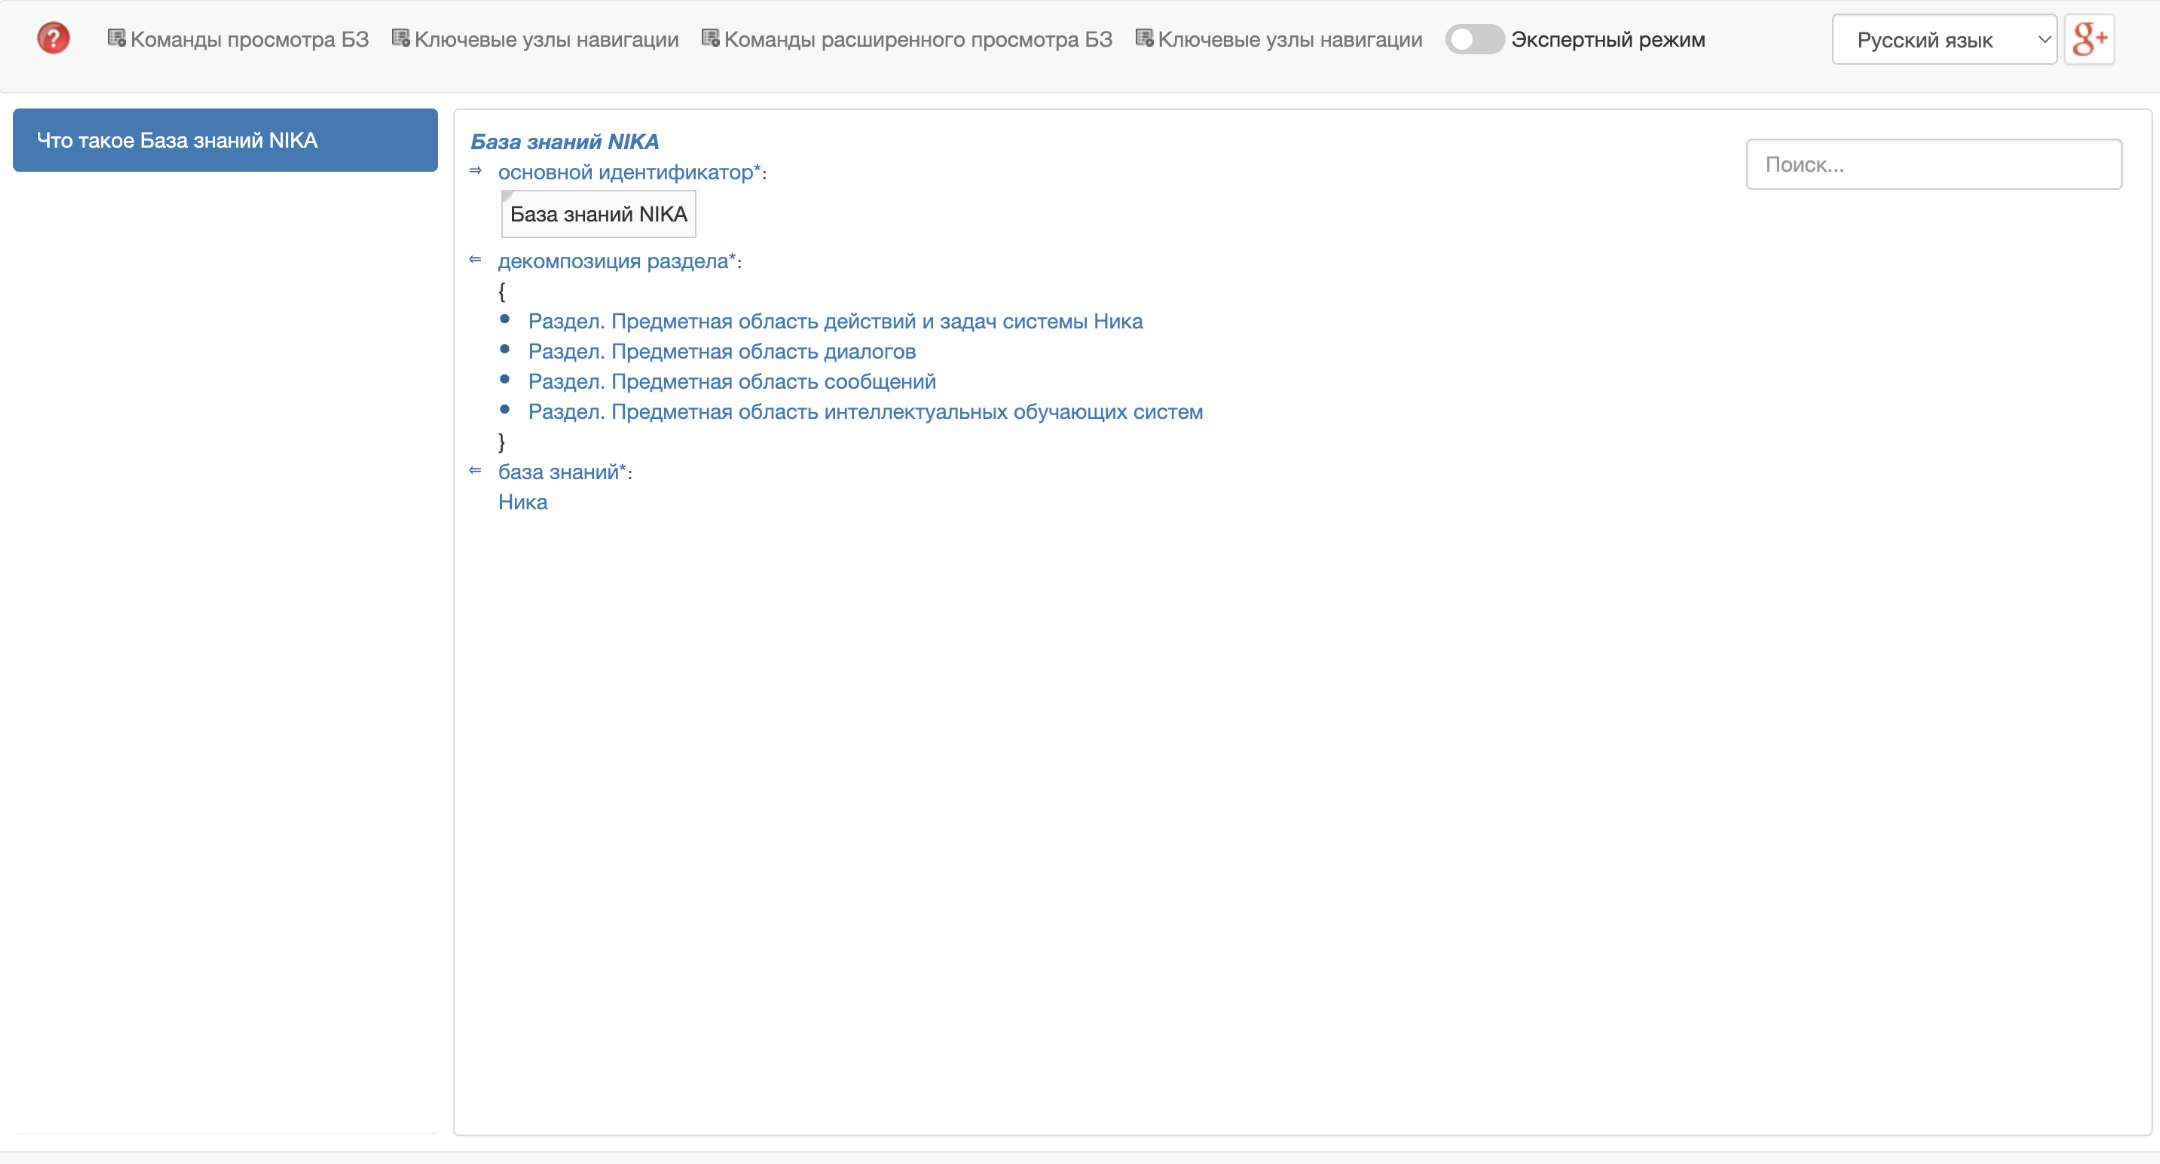 ? Команды просмотра БЗ Ключевые узлы навигации Команды расширенного просмотра БЗ Ключевые узлы навигации Экспертный режим Русский язык g+
Что такое База знаний NIKA
База знаний NIKA
Поиск...
⇒ основной идентификатор*:
База знаний NIKA
⇐ декомпозиция раздела*:
{
• Раздел. Предметная область действий и задач системы Ника
• Раздел. Предметная область диалогов
• Раздел. Предметная область сообщений
• Раздел. Предметная область интеллектуальных обучающих систем
}
⇐ база знаний*:
Ника